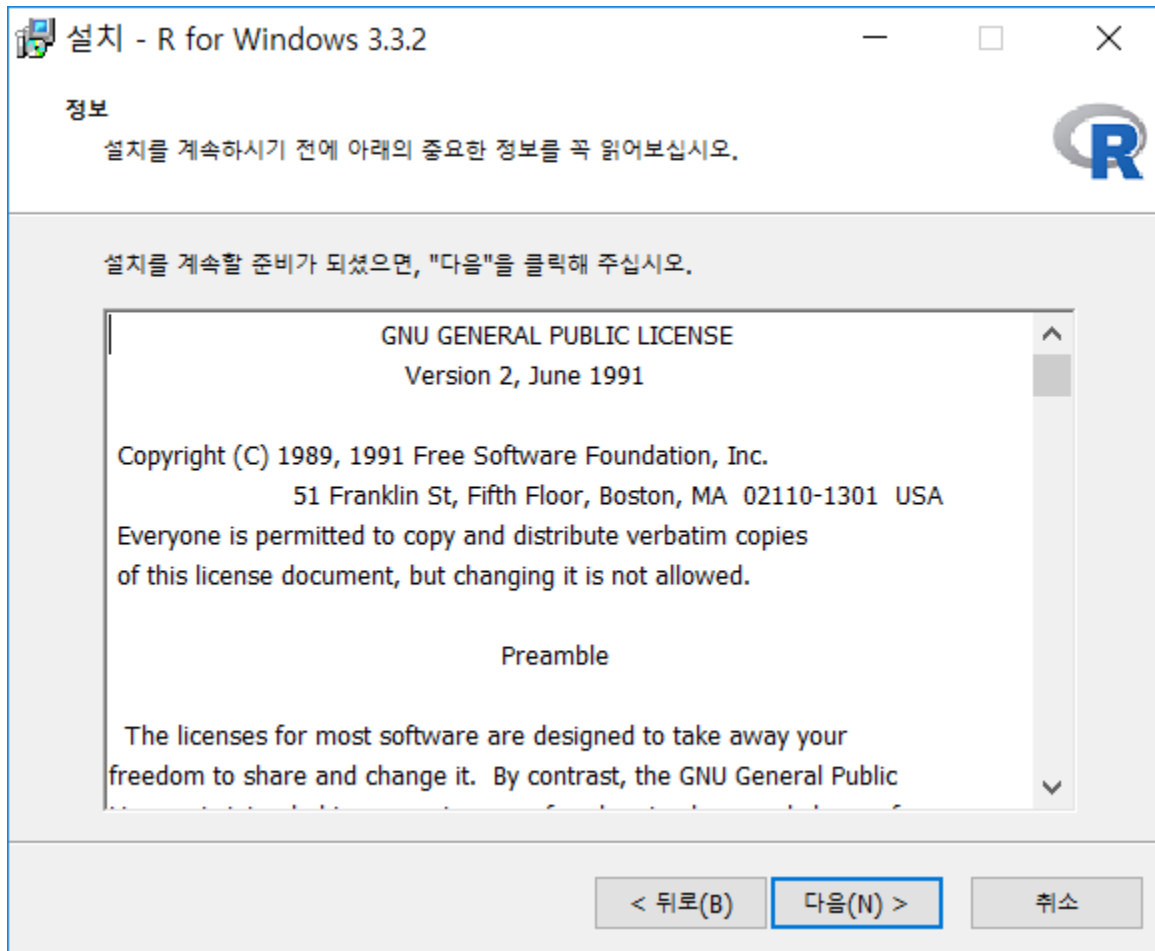 설치 - R for Windows 3.3.2
정보
설치를 계속하시기 전에 아래의 중요한 정보를 꼭 읽어보십시오.
R
설치를 계속할 준비가 되셨으면, "다음"을 클릭해 주십시오.
GNU GENERAL PUBLIC LICENSE
Version 2, June 1991
Copyright (C) 1989, 1991 Free Software Foundation, Inc.
51 Franklin St, Fifth Floor, Boston, MA  02110-1301  USA
Everyone is permitted to copy and distribute verbatim copies
of this license document, but changing it is not allowed.
Preamble
The licenses for most software are designed to take away your
freedom to share and change it.  By contrast, the GNU General Public
< 뒤로(B)
다음(N) >
취소